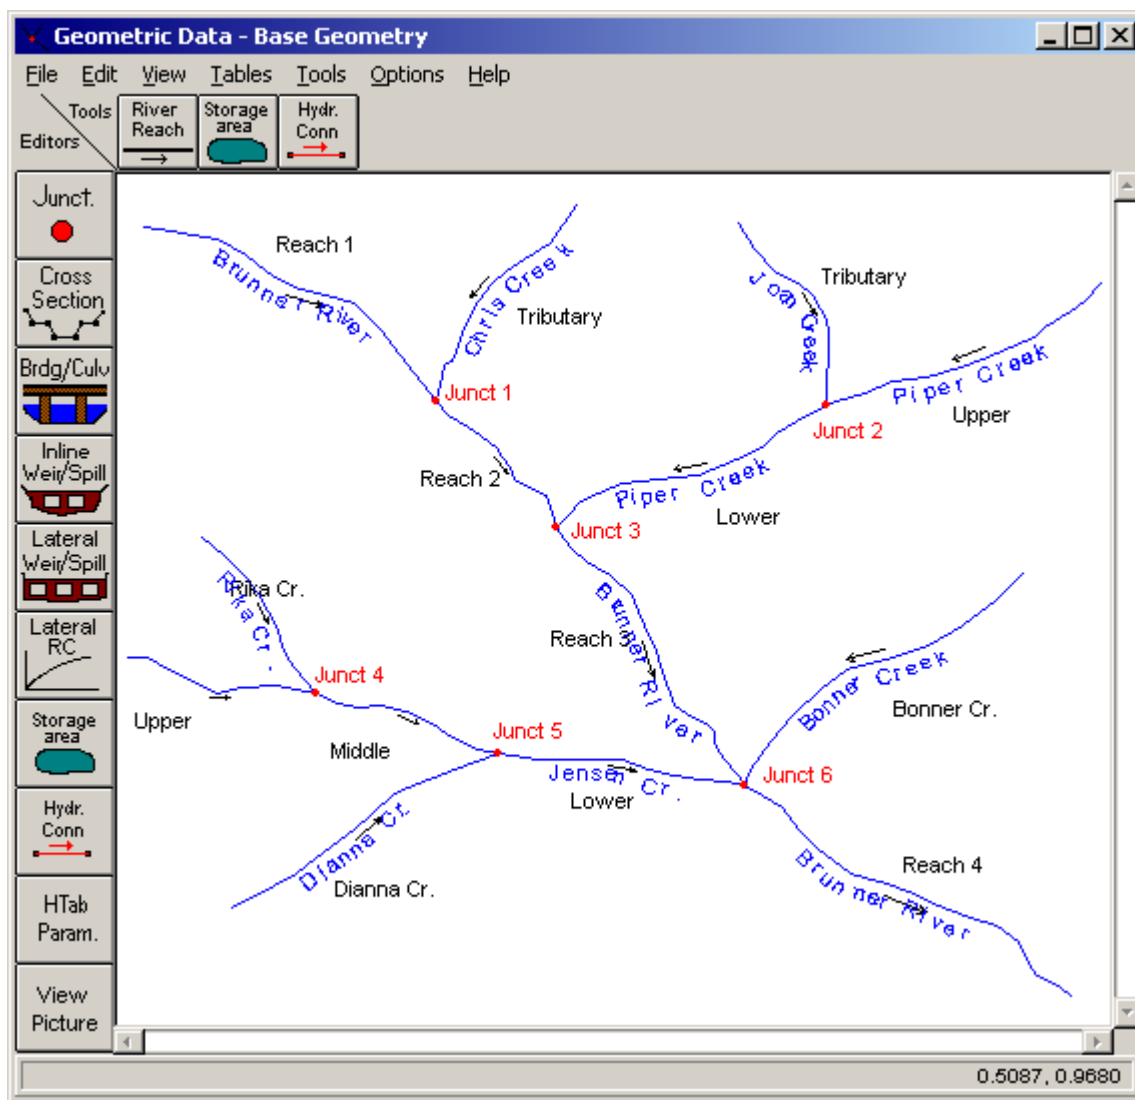 Geometric Data - Base Geometry
File Edit View Tables Tools Options Help
Tools
Editors
River
Reach
Storage
area
Hydr.
Conn
Junct.
Cross
Section
Brdg/Culv
Inline
Weir/Spill
Lateral
Weir/Spill
Lateral
RC
Storage
area
Hydr.
Conn
HTab
Param.
View
Picture
Reach 1
Brunner River
Chris Creek
Tributary
Joan Creek
Tributary
Piper Creek
Upper
Junct 1
Junct 2
Reach 2
Piper Creek
Lower
Junct 3
Rika Cr.
Rika Cr.
Brunner River
Reach 3
Junct 4
Upper
Middle
Junct 5
Bonner Creek
Bonner Cr.
Jensen Cr.
Lower
Junct 6
Dianna Cr.
Dianna Cr.
Reach 4
Brunner River
0.5087, 0.9680